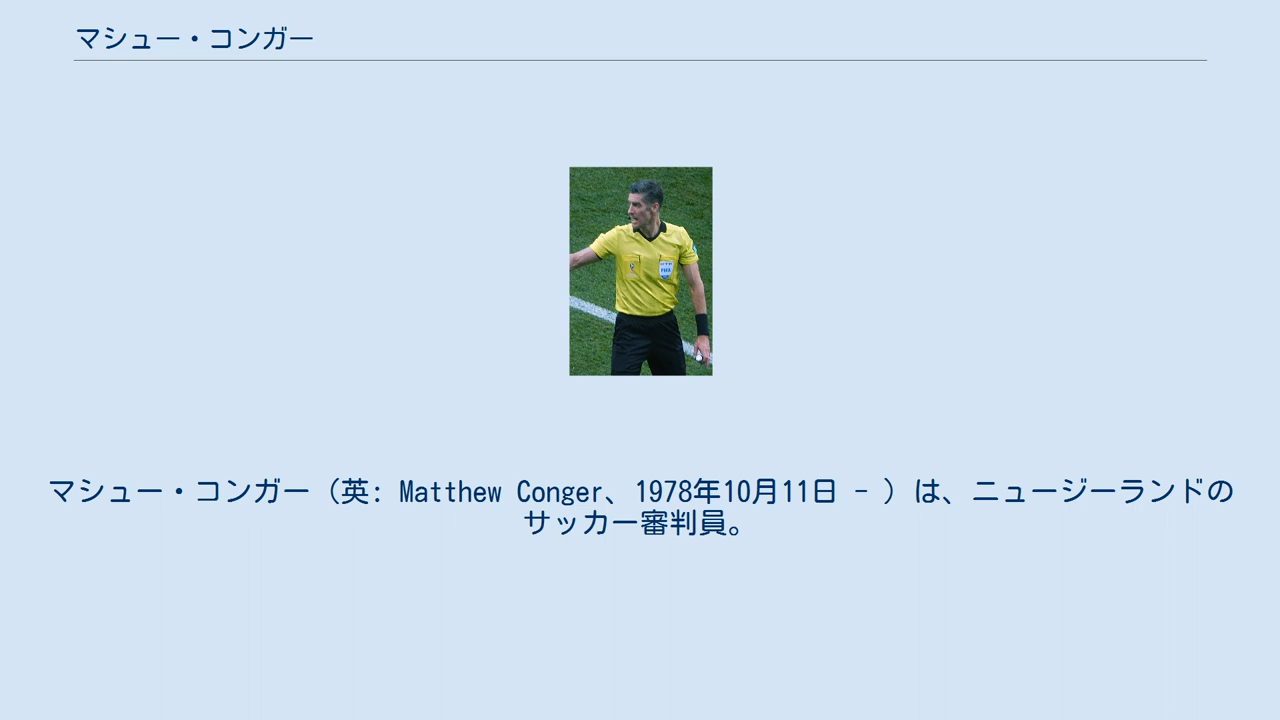 マシュー・コンガー
FIFA
マシュー・コンガー（英: Matthew Conger、1978年10月11日 - ）は、ニュージーランドの
サッカー審判員。